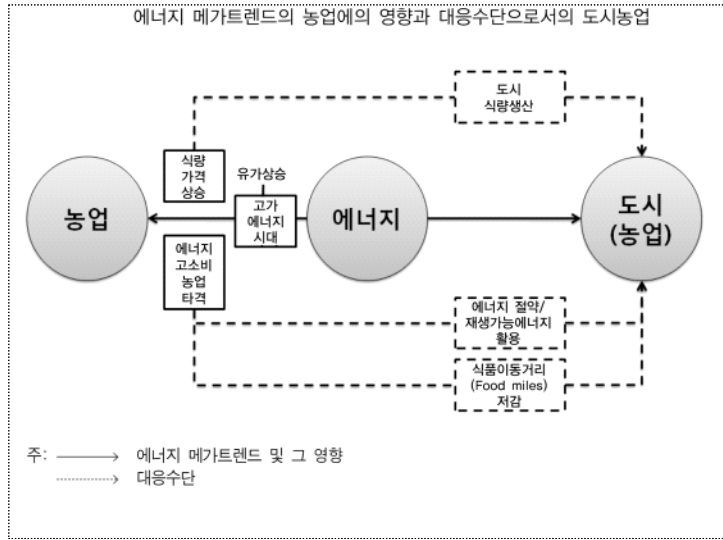 에너지 메가트렌드의 농업에의 영향과 대응수단으로서의 도시농업
도시
식량생산
식량
가격
상승
유가상승
농업
고가
에너지
시대
에너지
도시
(농업)
에너지
고소비
농업
타격
에너지 절약/
재생가능에너지
활용
식품이동거리
(Food miles)
저감
주: 에너지 메가트렌드 및 그 영향
대응수단